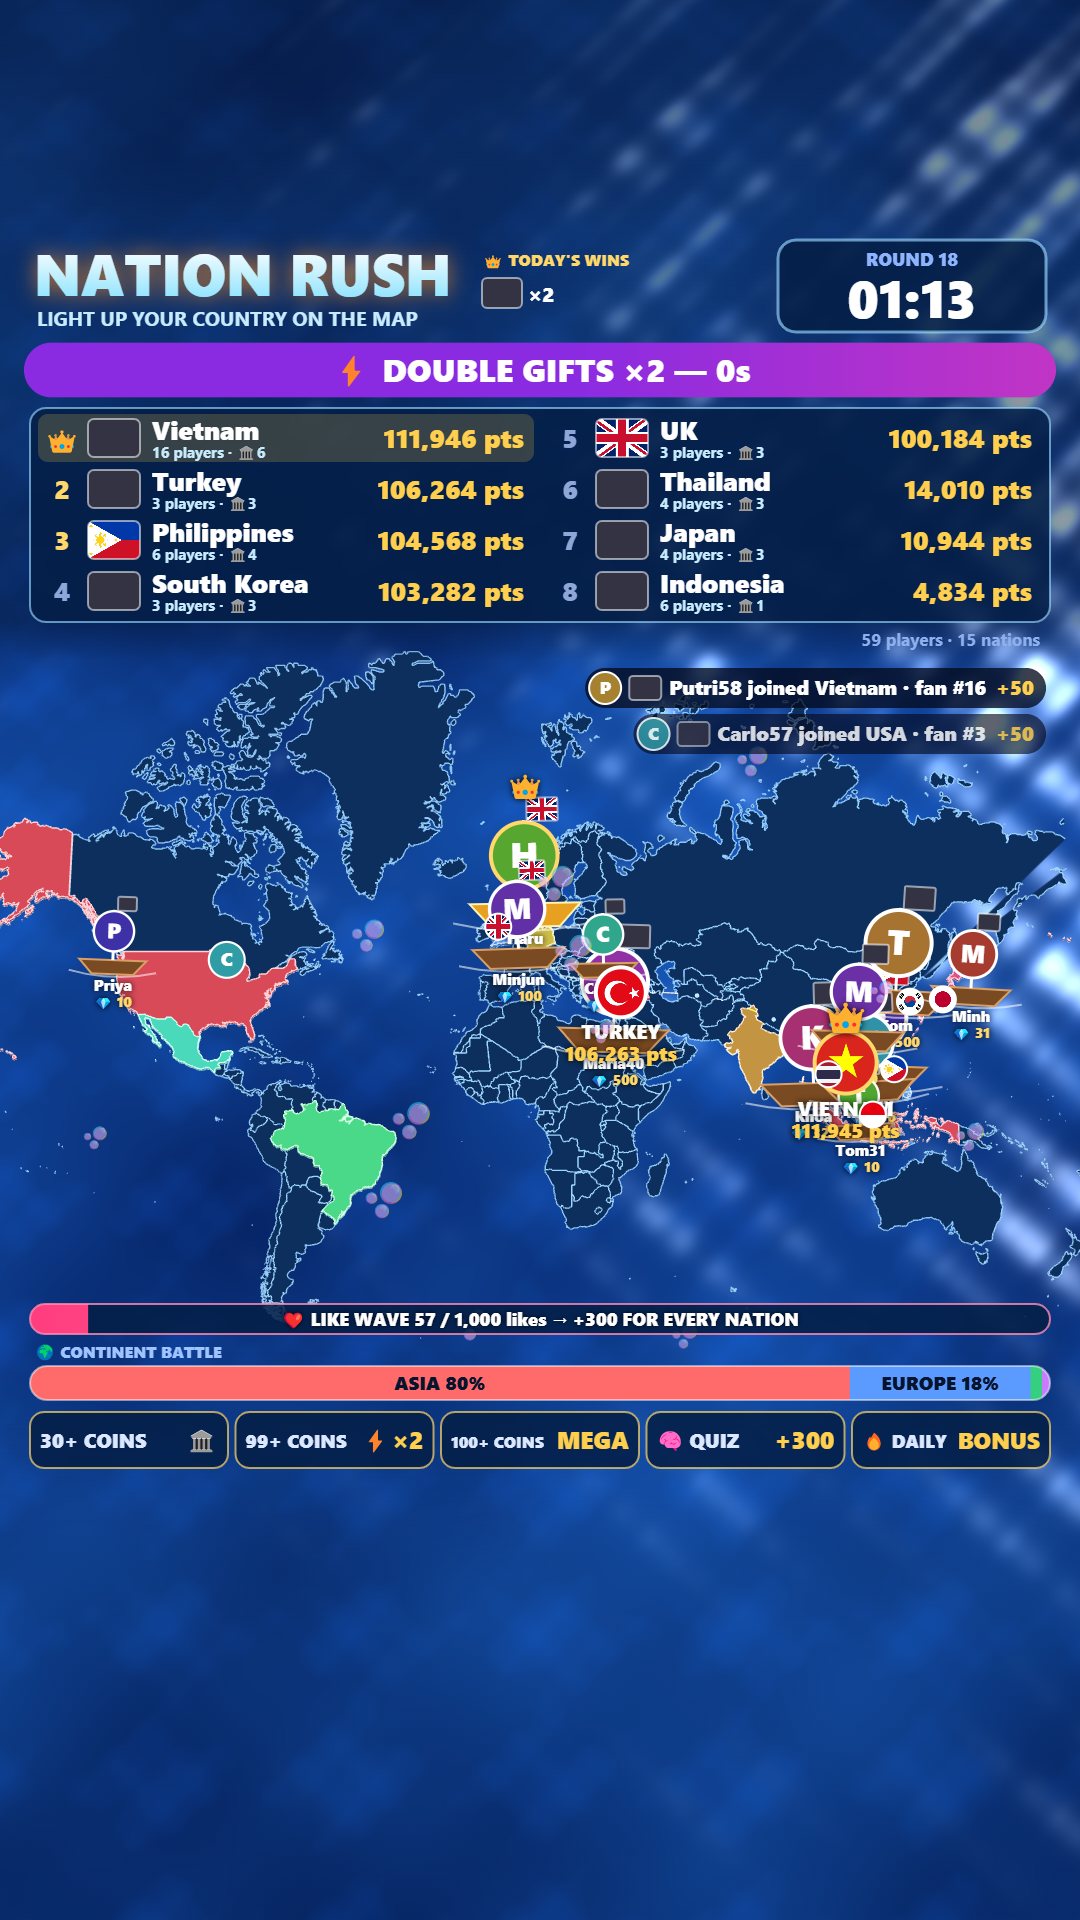 NATION RUSH
LIGHT UP YOUR COUNTRY ON THE MAP
TODAY'S WINS
×2
ROUND 18
01:13
DOUBLE GIFTS ×2 — 0s
Vietnam 111,946 pts
16 players · 6
2 Turkey 106,264 pts
3 players · 3
3 Philippines 104,568 pts
6 players · 4
4 South Korea 103,282 pts
3 players · 3
5 UK 100,184 pts
3 players · 3
6 Thailand 14,010 pts
4 players · 3
7 Japan 10,944 pts
4 players · 3
8 Indonesia 4,834 pts
6 players · 1
59 players · 15 nations
P Putri58 joined Vietnam · fan #16 +50
C Carlo57 joined USA · fan #3 +50
H
M
Haru
Minjun
100
P
Priya
10
C
C
TURKEY
106,263 pts
Maria40
500
T
M
Minh
31
M
K
500
VIETNAM
111,945 pts
Tom31
10
LIKE WAVE 57 / 1,000 likes → +300 FOR EVERY NATION
CONTINENT BATTLE
ASIA 80%
EUROPE 18%
30+ COINS
99+ COINS ×2
100+ COINS MEGA
QUIZ +300
DAILY BONUS